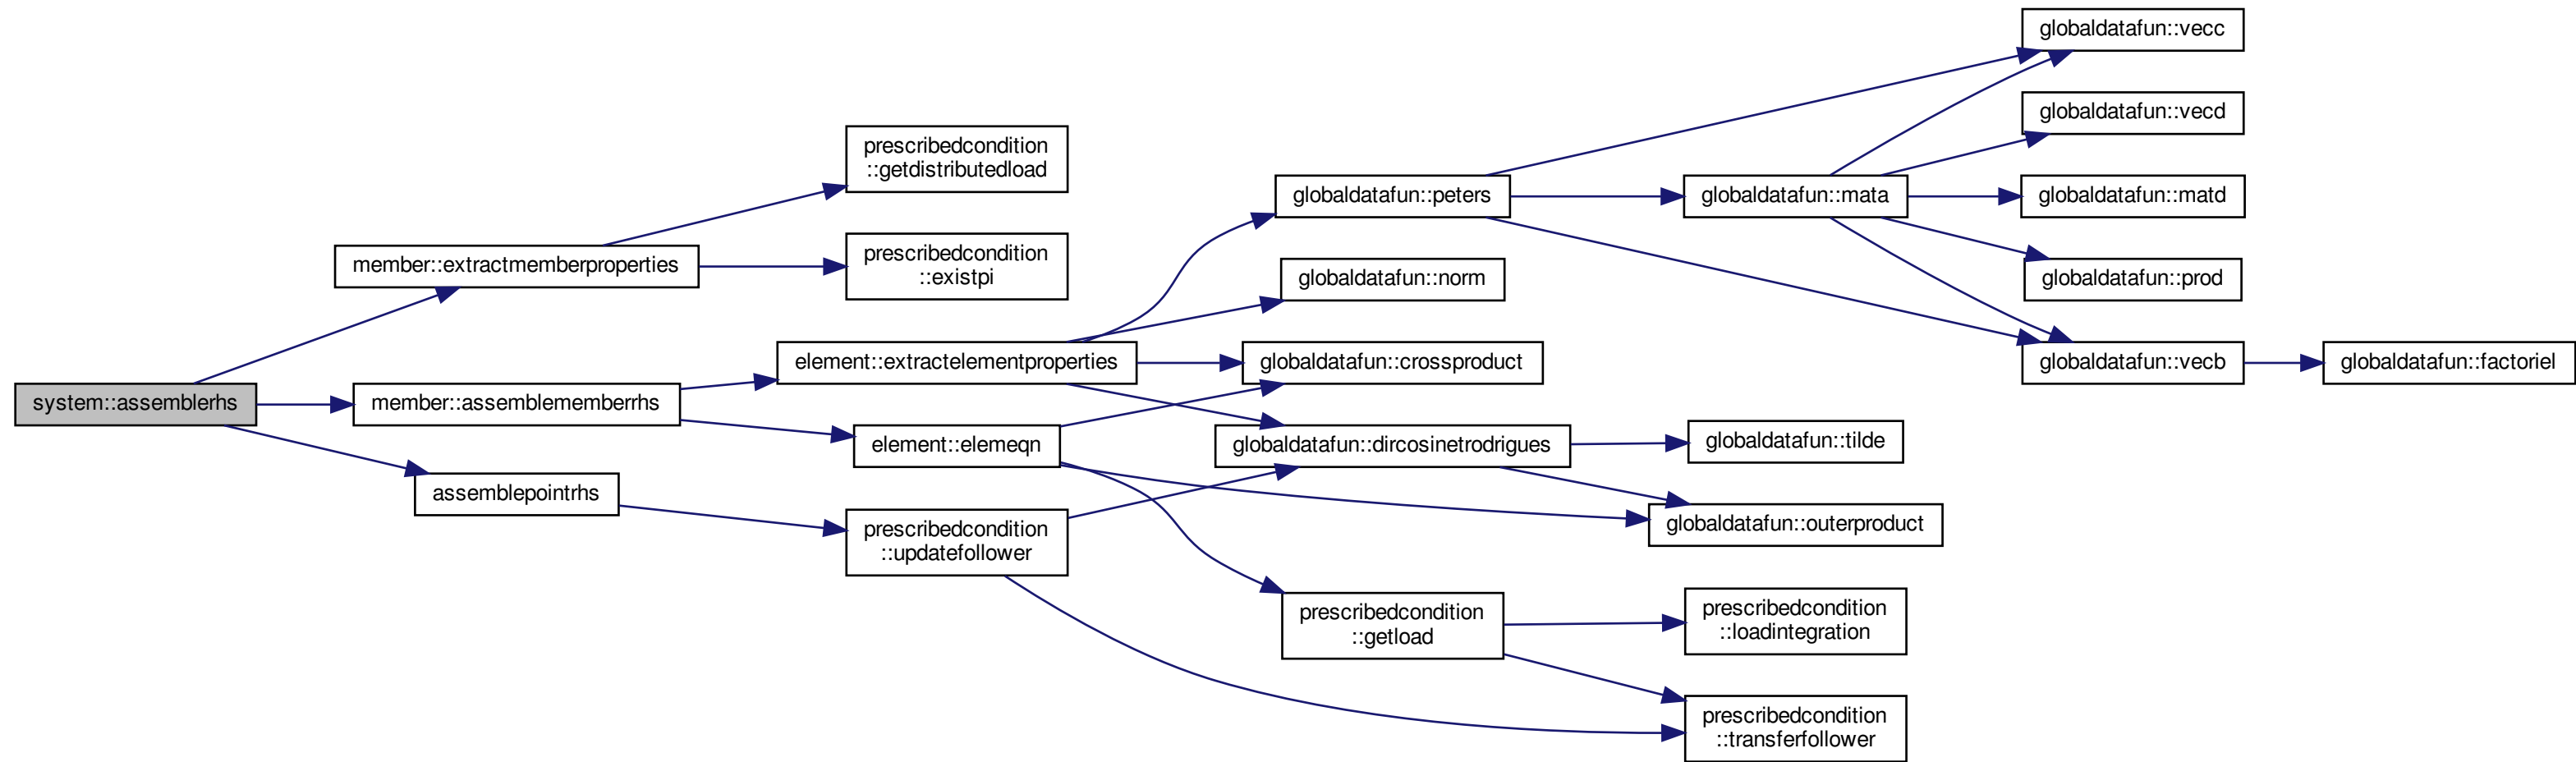 system::assemblerhs
member::extractmemberproperties
member::assemblememberrhs
assemblepointrhs
prescribedcondition
::getdistributedload
prescribedcondition
::existpi
element::extractelementproperties
element::elemeqn
prescribedcondition
::updatefollower
globaldatafun::peters
globaldatafun::norm
globaldatafun::crossproduct
globaldatafun::dircosinetrodrigues
prescribedcondition
::getload
globaldatafun::mata
globaldatafun::tilde
globaldatafun::outerproduct
prescribedcondition
::loadintegration
prescribedcondition
::transferfollower
globaldatafun::vecc
globaldatafun::vecd
globaldatafun::matd
globaldatafun::prod
globaldatafun::vecb
globaldatafun::factoriel